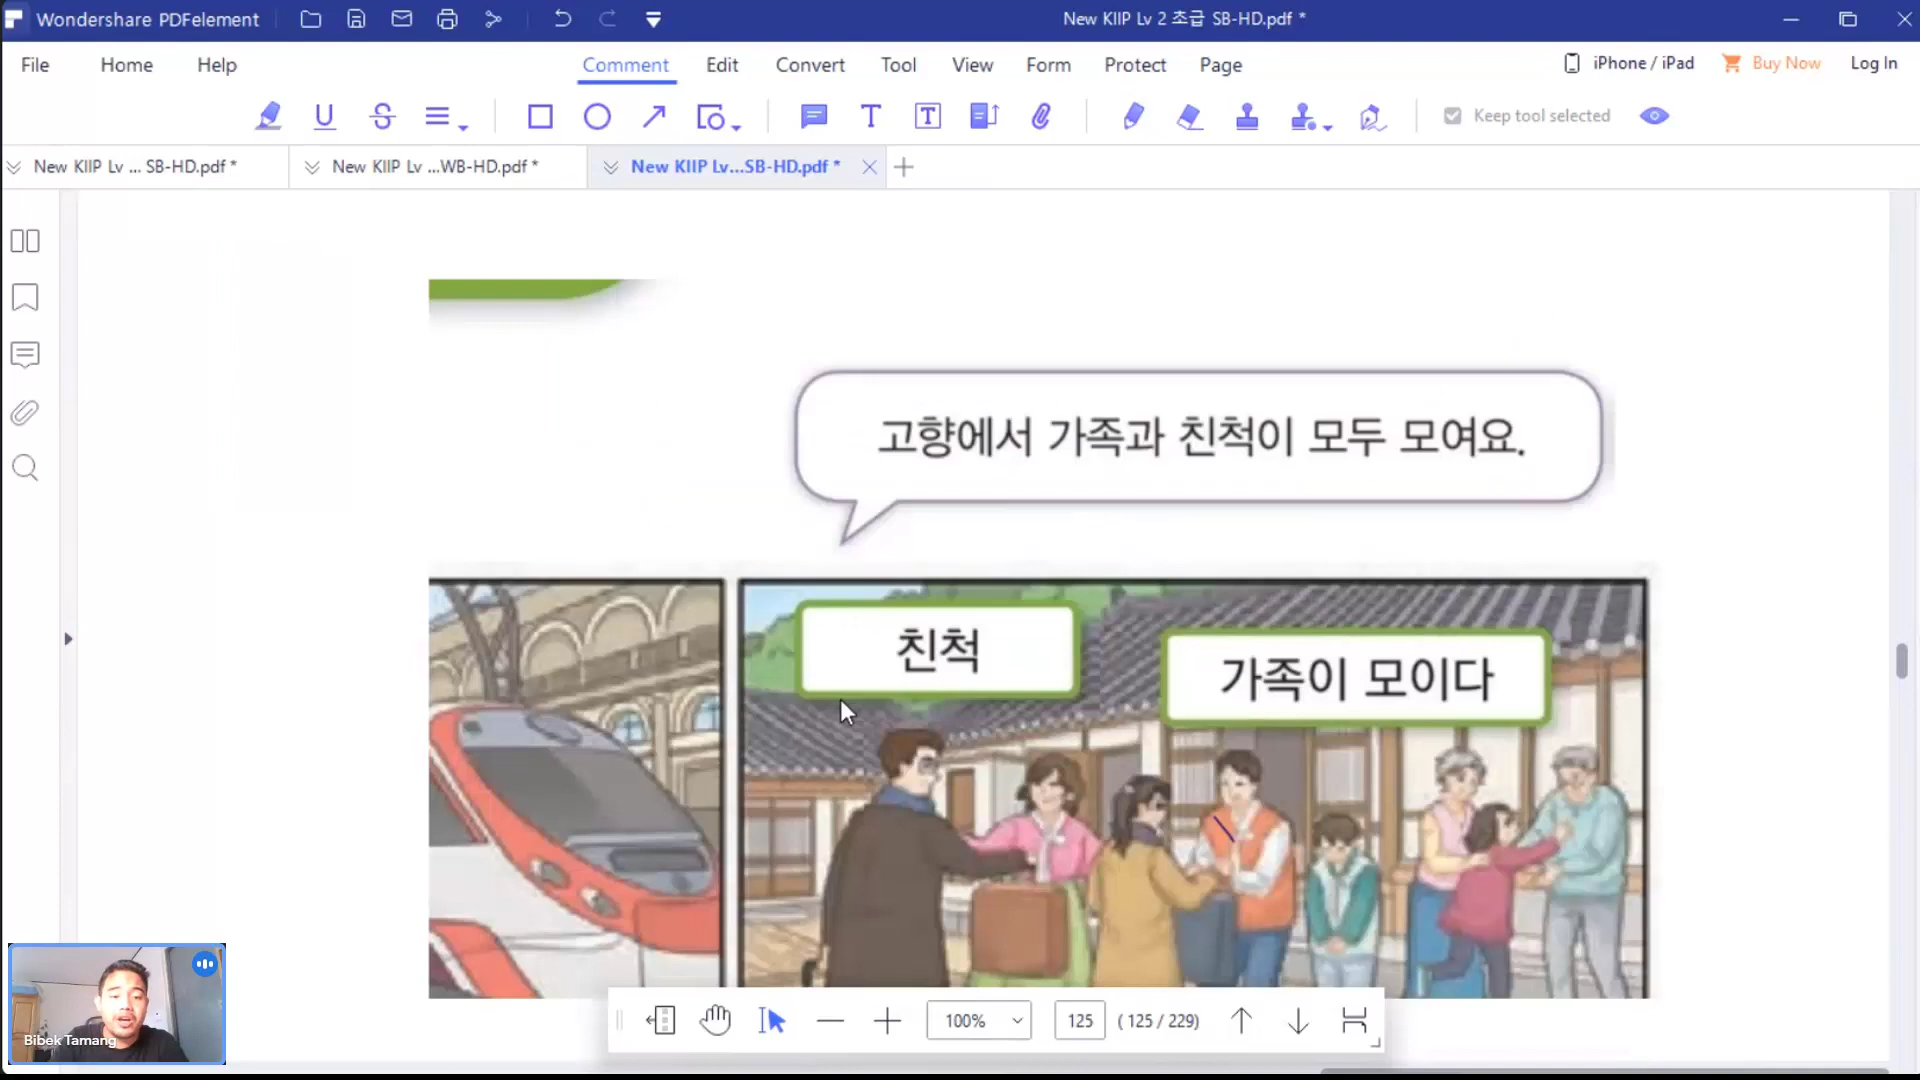 Wondershare PDFelement
New KIIP Lv 2 초급 SB-HD.pdf *
File Home Help Comment Edit Convert Tool View Form Protect Page iPhone / iPad Buy Now Log In
Keep tool selected
New KIIP Lv ... SB-HD.pdf * New KIIP Lv ...WB-HD.pdf * New KIIP Lv...SB-HD.pdf *
고향에서 가족과 친척이 모두 모여요.
친척
가족이 모이다
Bibek Tamang
100% 125 ( 125 / 229)